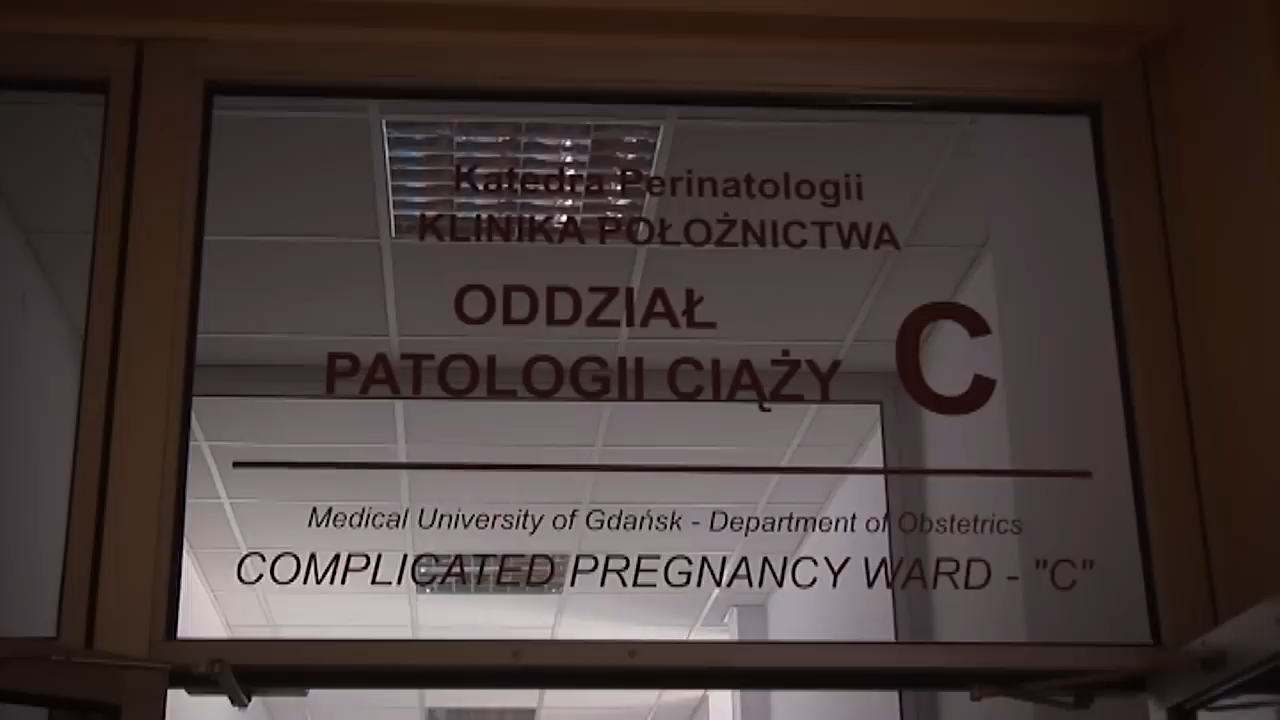 Katedra Perinatologii
KLINIKA POŁOŻNICTWA
ODDZIAŁ
PATOLOGII CIĄŻY
C
Medical University of Gdańsk - Department of Obstetrics
COMPLICATED PREGNANCY WARD - "C"